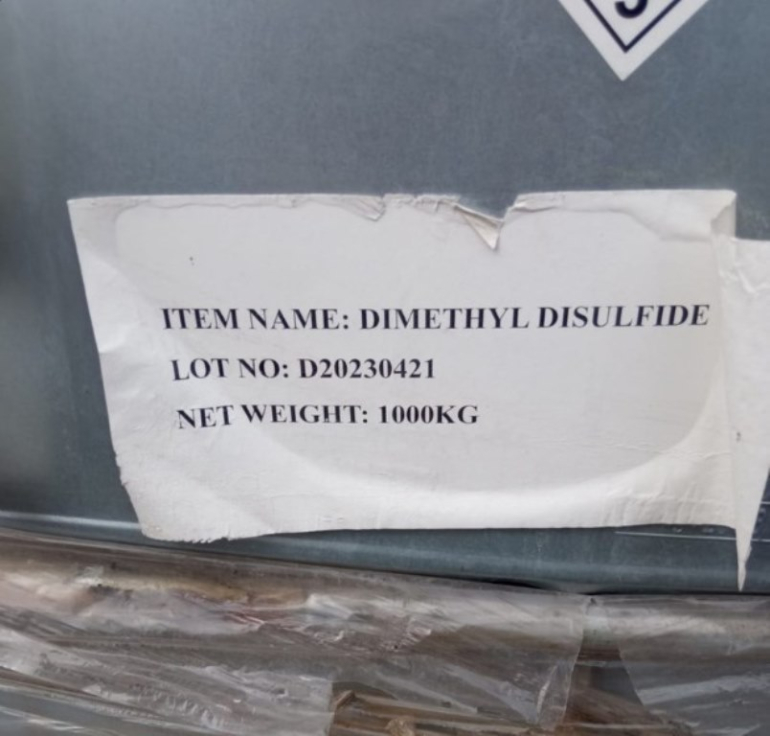 ITEM NAME: DIMETHYL DISULFIDE
LOT NO: D20230421
NET WEIGHT: 1000KG